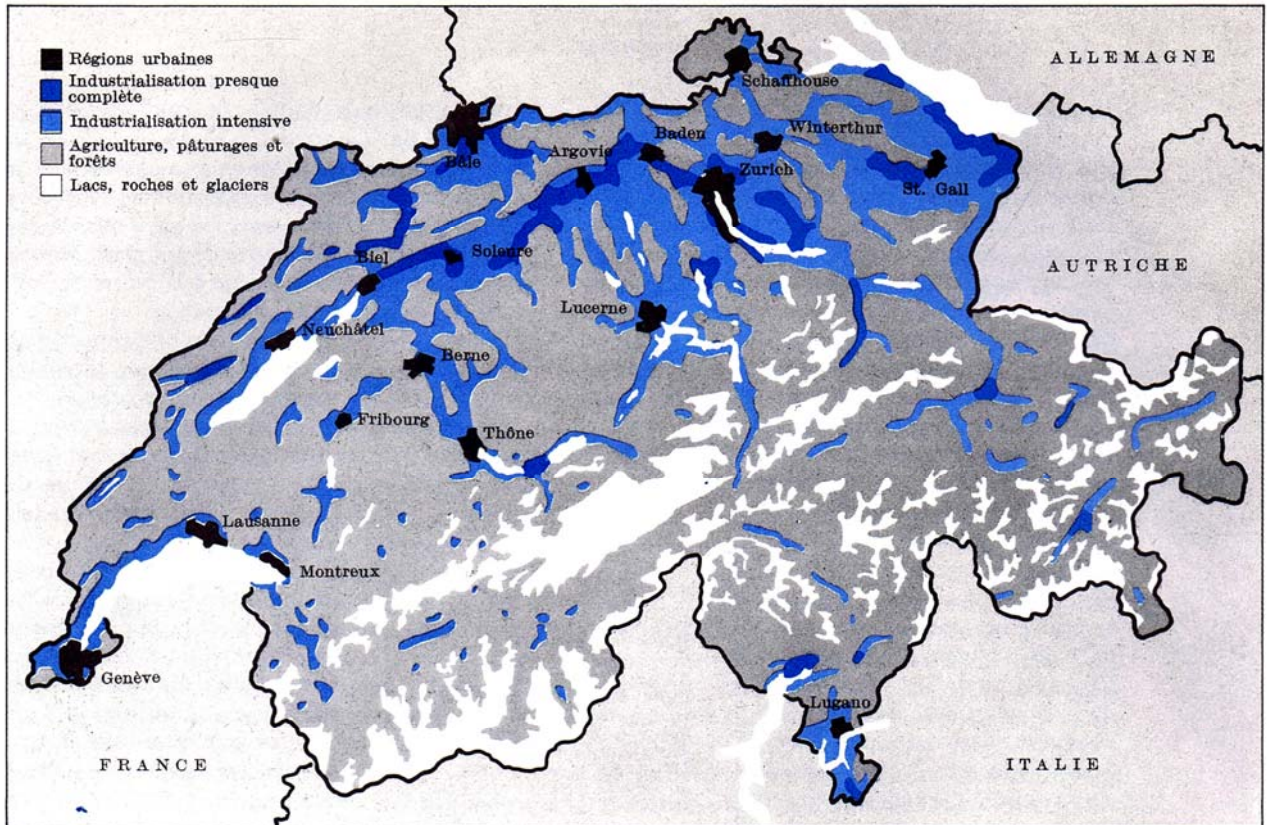 Régions urbaines
Industrialisation presque
complète
Industrialisation intensive
Agriculture, pâturages et
forêts
Lacs, roches et glaciers
ALLEMAGNE
Schaffhouse
Bâle
Argovie
Baden
Winterthur
Zurich
St. Gall
AUTRICHE
Biel
Soleure
Lucerne
Neuchâtel
Berne
Fribourg
Thône
Lausanne
Montreux
Genève
Lugano
FRANCE
ITALIE